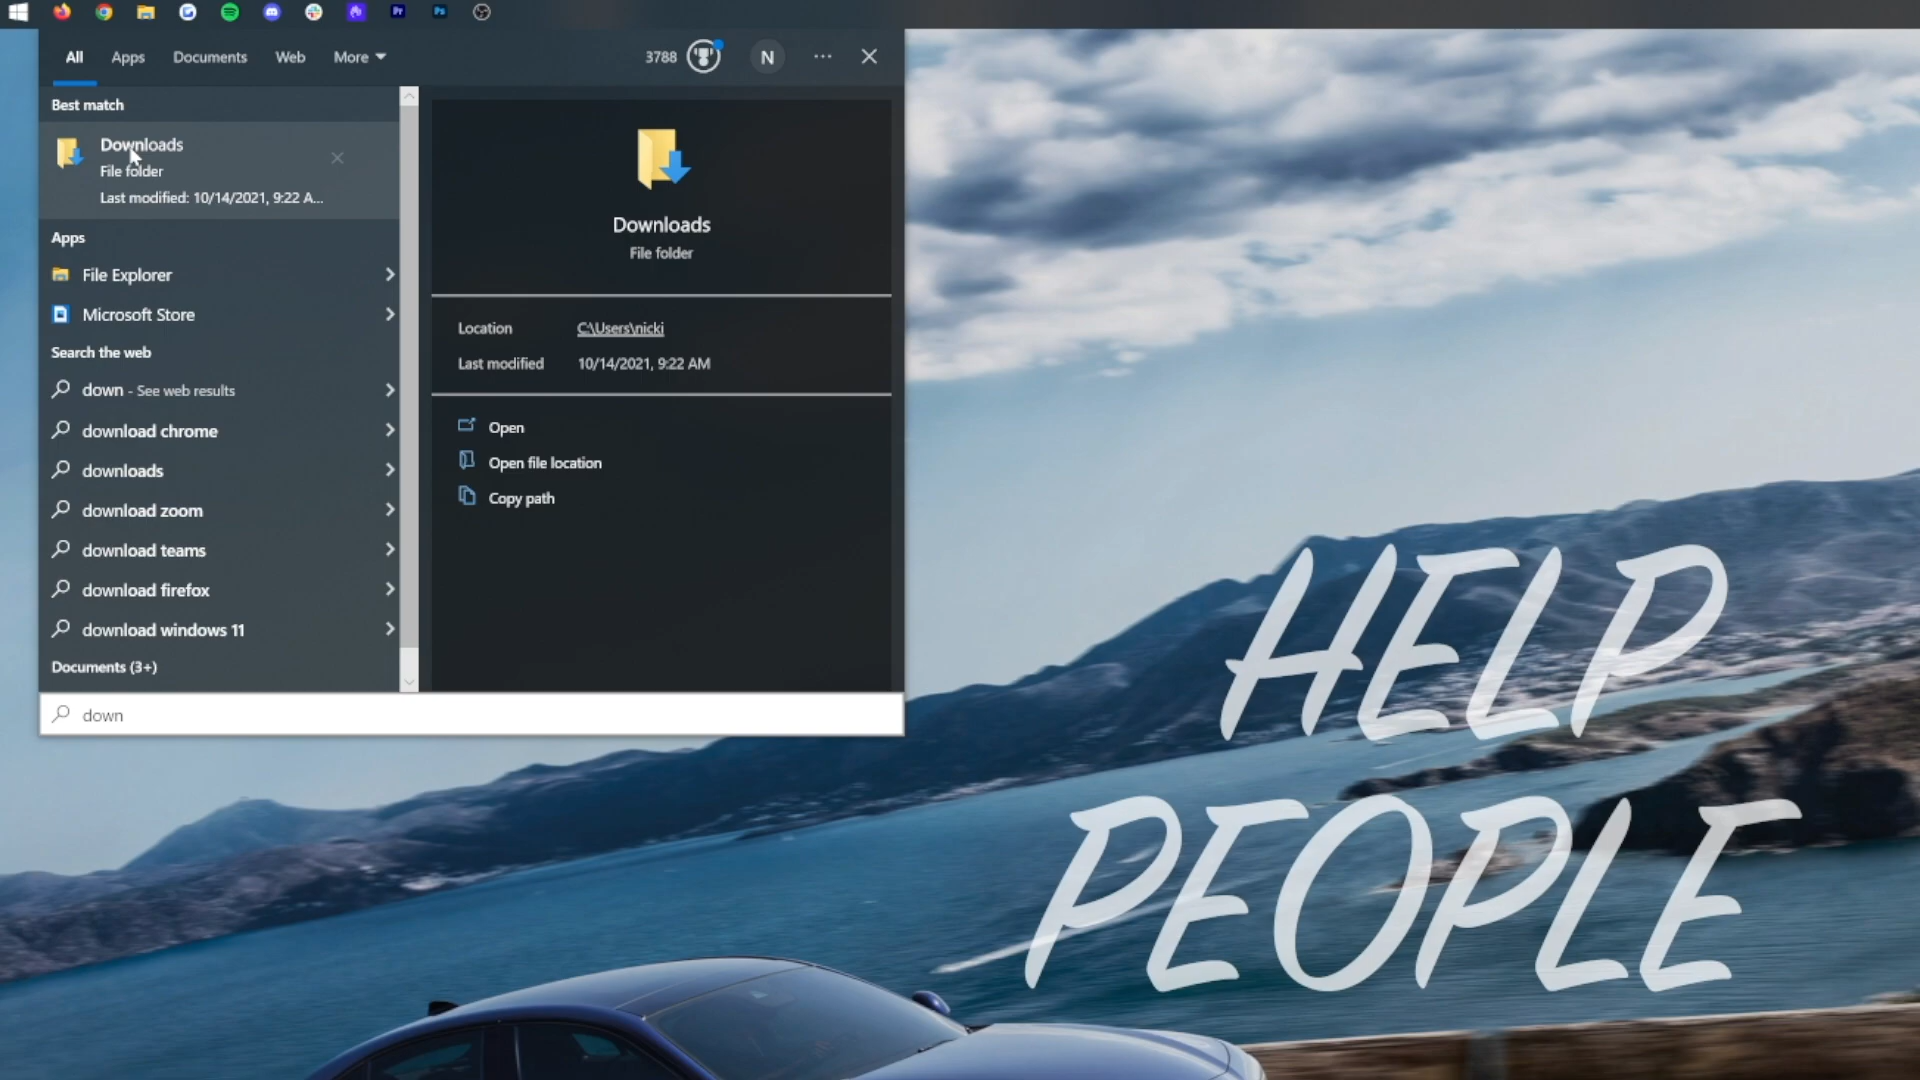 All Apps Documents Web More 3788 N
Best match
Downloads
File folder
Last modified: 10/14/2021, 9:22 A...
Apps
File Explorer
Microsoft Store
Search the web
down - See web results
download chrome
downloads
download zoom
download teams
download firefox
download windows 11
Documents (3+)
down
Downloads
File folder
Location C:\Users\nicki
Last modified 10/14/2021, 9:22 AM
Open
Open file location
Copy path
Pr
Ps
HELP
PEOPLE